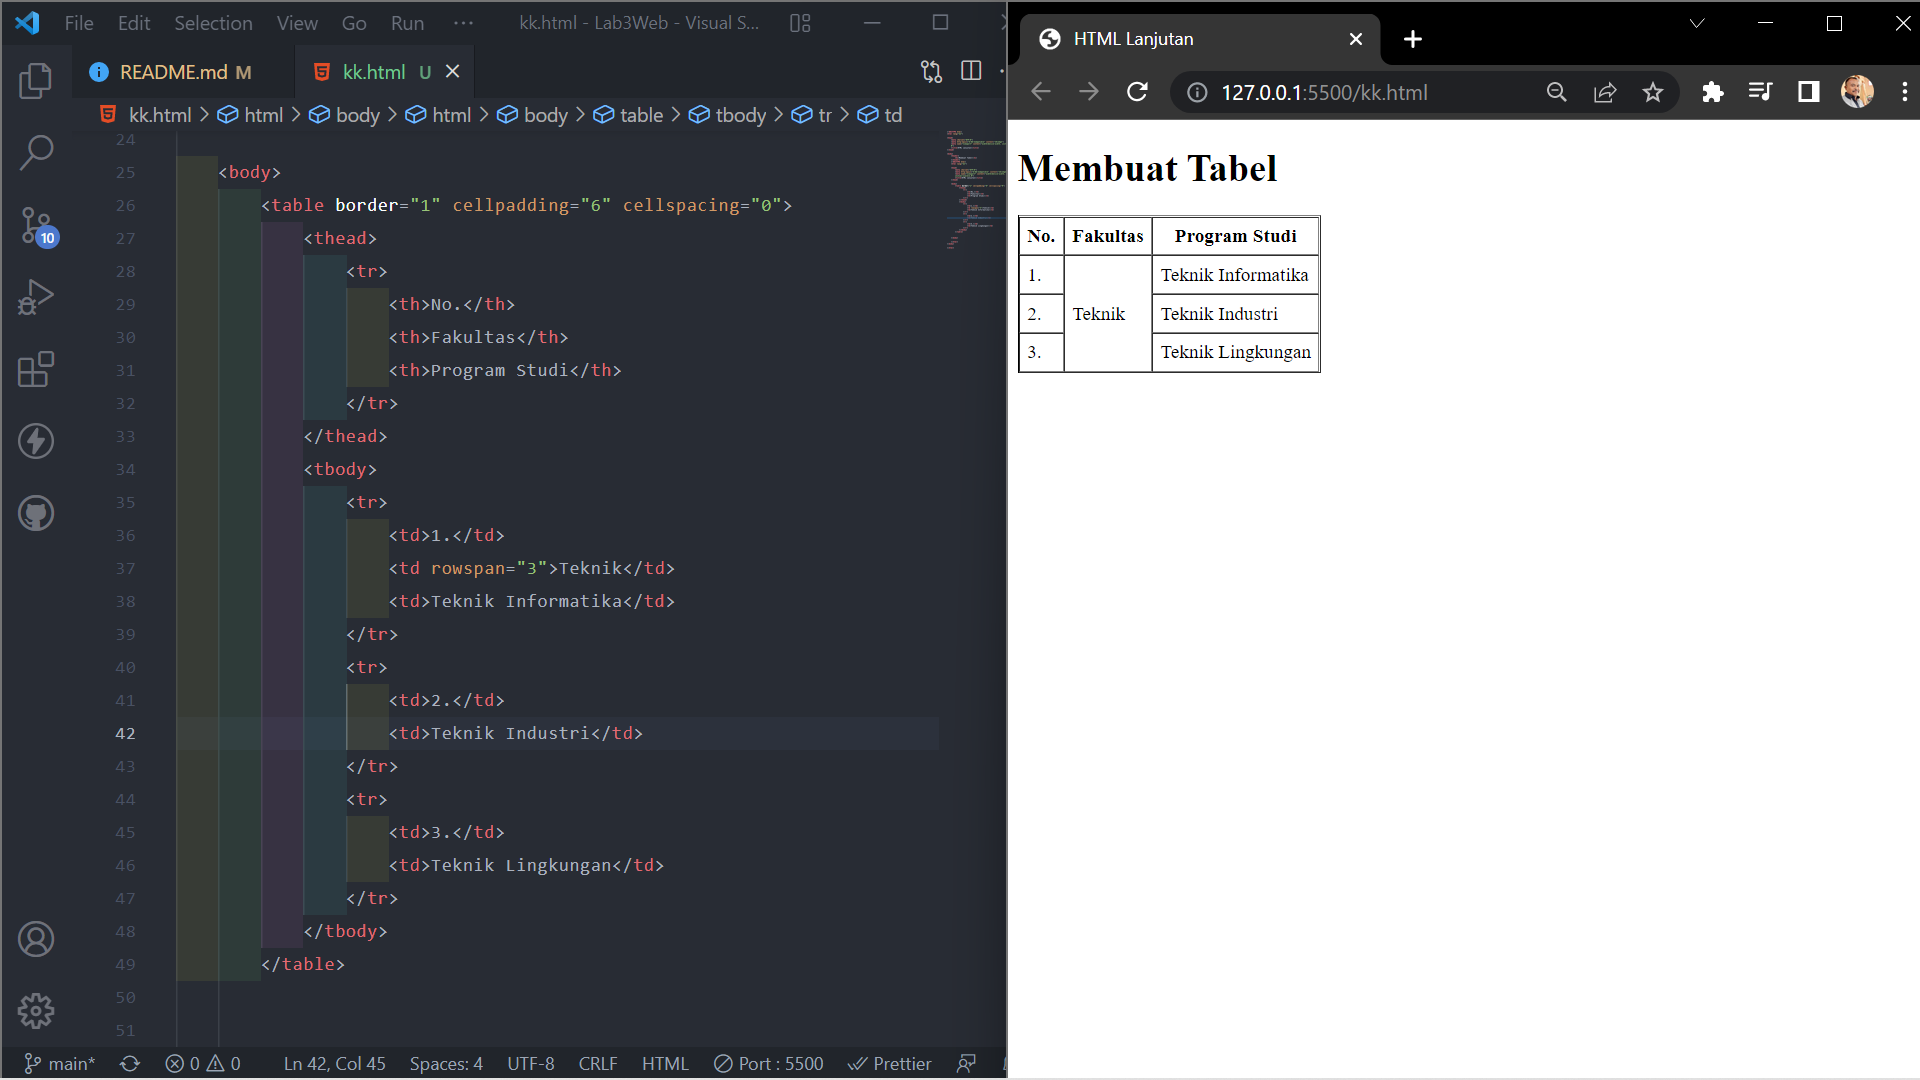 File Edit Selection View Go Run ··· kk.html - Lab3Web - Visual S...
README.md M kk.html U
kk.html > html > body > html > body > table > tbody > tr > td
24
25 <body>
26 <table border="1" cellpadding="6" cellspacing="0">
27 <thead>
28 <tr>
29 <th>No.</th>
30 <th>Fakultas</th>
31 <th>Program Studi</th>
32 </tr>
33 </thead>
34 <tbody>
35 <tr>
36 <td>1.</td>
37 <td rowspan="3">Teknik</td>
38 <td>Teknik Informatika</td>
39 </tr>
40 <tr>
41 <td>2.</td>
42 <td>Teknik Industri</td>
43 </tr>
44 <tr>
45 <td>3.</td>
46 <td>Teknik Lingkungan</td>
47 </tr>
48 </tbody>
49 </table>
50
51
10
main* 0 0 Ln 42, Col 45 Spaces: 4 UTF-8 CRLF HTML Port : 5500 Prettier
HTML Lanjutan
127.0.0.1:5500/kk.html
Membuat Tabel
No. Fakultas Program Studi
1. Teknik Informatika
2. Teknik Teknik Industri
3. Teknik Lingkungan